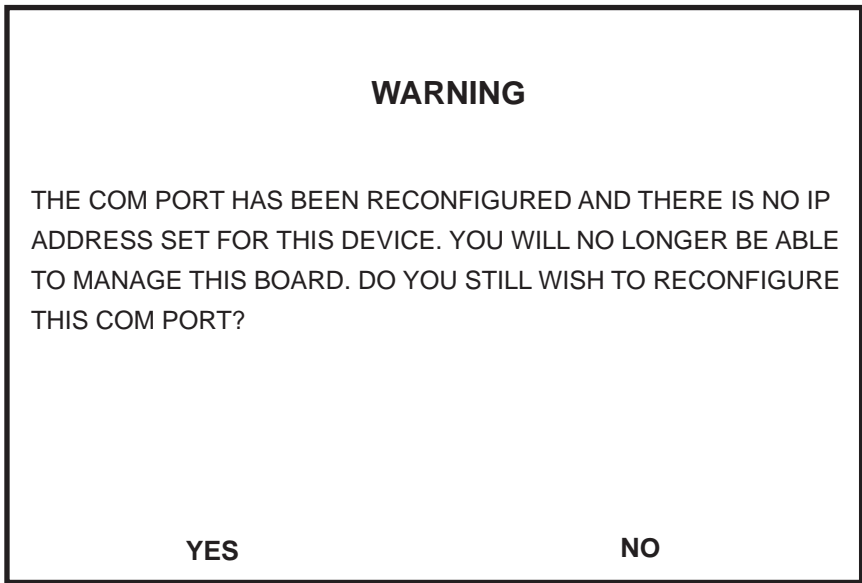 WARNING
THE COM PORT HAS BEEN RECONFIGURED AND THERE IS NO IP
ADDRESS SET FOR THIS DEVICE. YOU WILL NO LONGER BE ABLE
TO MANAGE THIS BOARD. DO YOU STILL WISH TO RECONFIGURE
THIS COM PORT?
YES NO